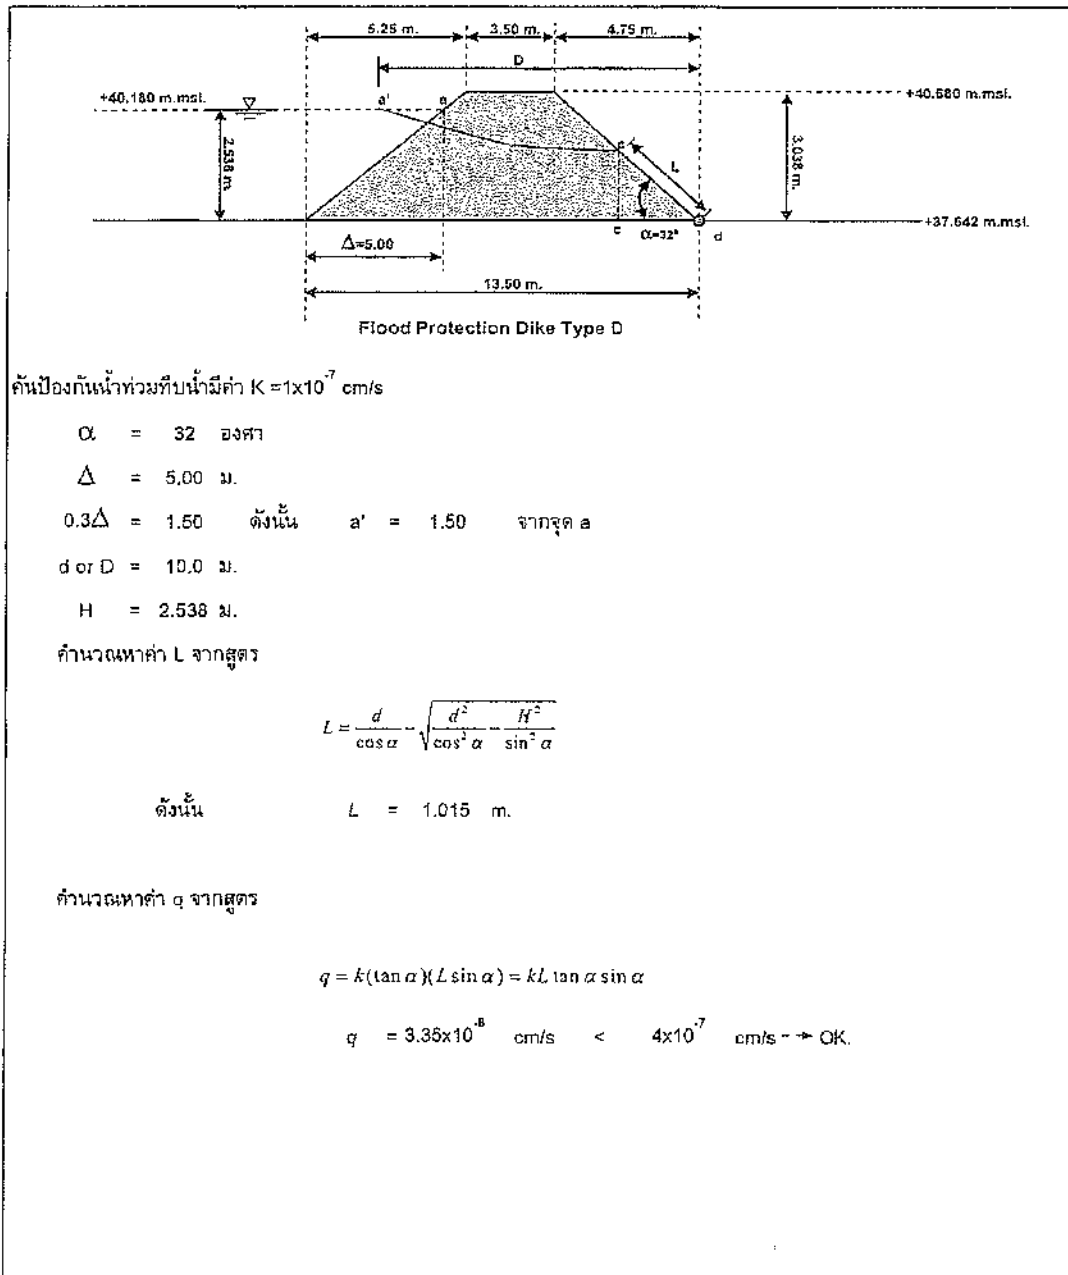 5.25 m. 3.50 m. 4.75 m.
D
+40.180 m.msl. a' a +40.680 m.msl.
2.538 m. L 3.038 m.
c α=32° d +37.642 m.msl.
Δ=5.00
13.50 m.
Flood Protection Dike Type D
คันป้องกันน้ำท่วมทึบน้ำมีค่า K =1x10⁻⁷ cm/s
α = 32 องศา
Δ = 5.00 ม.
0.3Δ = 1.50 ดังนั้น a' = 1.50 จากจุด a
d or D = 10.0 ม.
H = 2.538 ม.
คำนวณหาค่า L จากสูตร
L = d/cos α - √(d²/cos² α - H²/sin² α)
ดังนั้น L = 1.015 m.
คำนวณหาค่า q จากสูตร
q = k(tan α)(L sin α) = kL tan α sin α
q = 3.35x10⁻⁸ cm/s < 4x10⁻⁷ cm/s --→ OK.